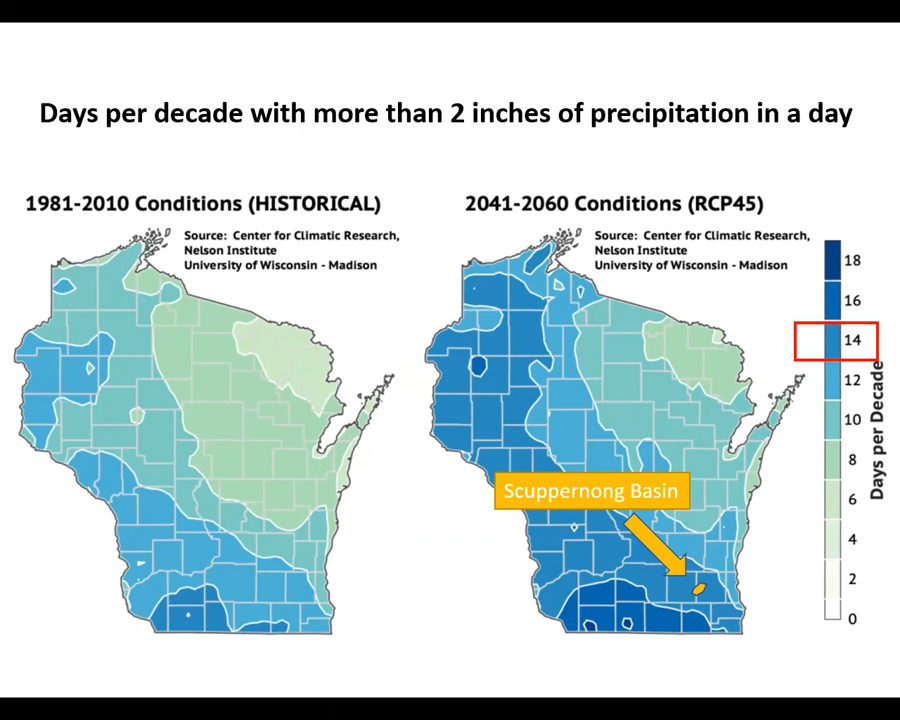 Days per decade with more than 2 inches of precipitation in a day
1981-2010 Conditions (HISTORICAL)
Source: Center for Climatic Research,
Nelson Institute
University of Wisconsin - Madison
2041-2060 Conditions (RCP45)
Source: Center for Climatic Research,
Nelson Institute
University of Wisconsin - Madison
Scuppernong Basin
18
16
14
12
10
8
6
4
2
0
Days per Decade